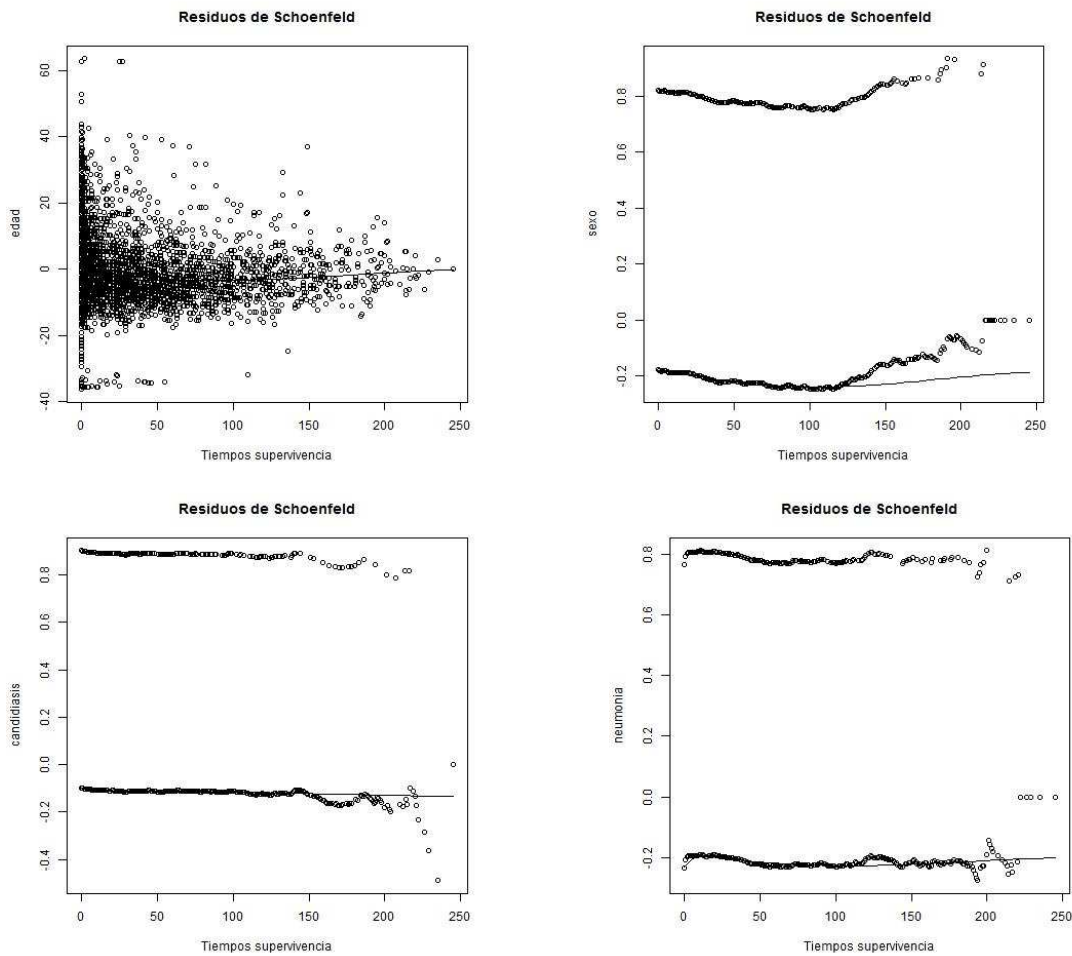 Residuos de Schoenfeld
edad
60
40
20
0
-20
-40
0 50 100 150 200 250
Tiempos supervivencia
Residuos de Schoenfeld
sexo
0.8
0.4
0.0
-0.2
0 50 100 150 200 250
Tiempos supervivencia
Residuos de Schoenfeld
candidiasis
0.8
0.6
0.4
0.2
0.0
-0.2
-0.4
0 50 100 150 200 250
Tiempos supervivencia
Residuos de Schoenfeld
neumonia
0.8
0.6
0.4
0.2
0.0
-0.2
0 50 100 150 200 250
Tiempos supervivencia